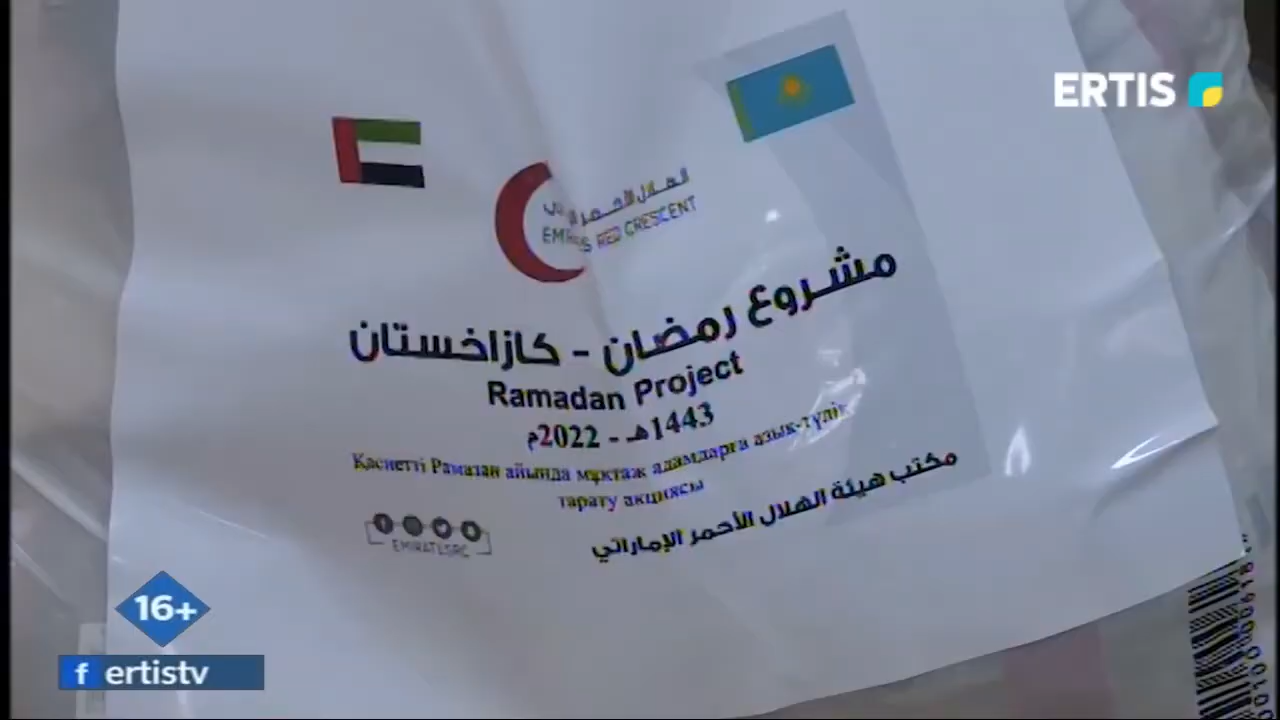 ERTIS
الهلال الأحمر
RED CRESCENT
مشروع رمضان - كازاخستان
Ramadan Project
1443هـ - 2022م
Қасиетті Рамазан айында мұқтаж адамдарға азық-түлік
тарату акциясы
مكتب هيئة الهلال الأحمر الإماراتي
EMIRATESRC
16+
f ertistv